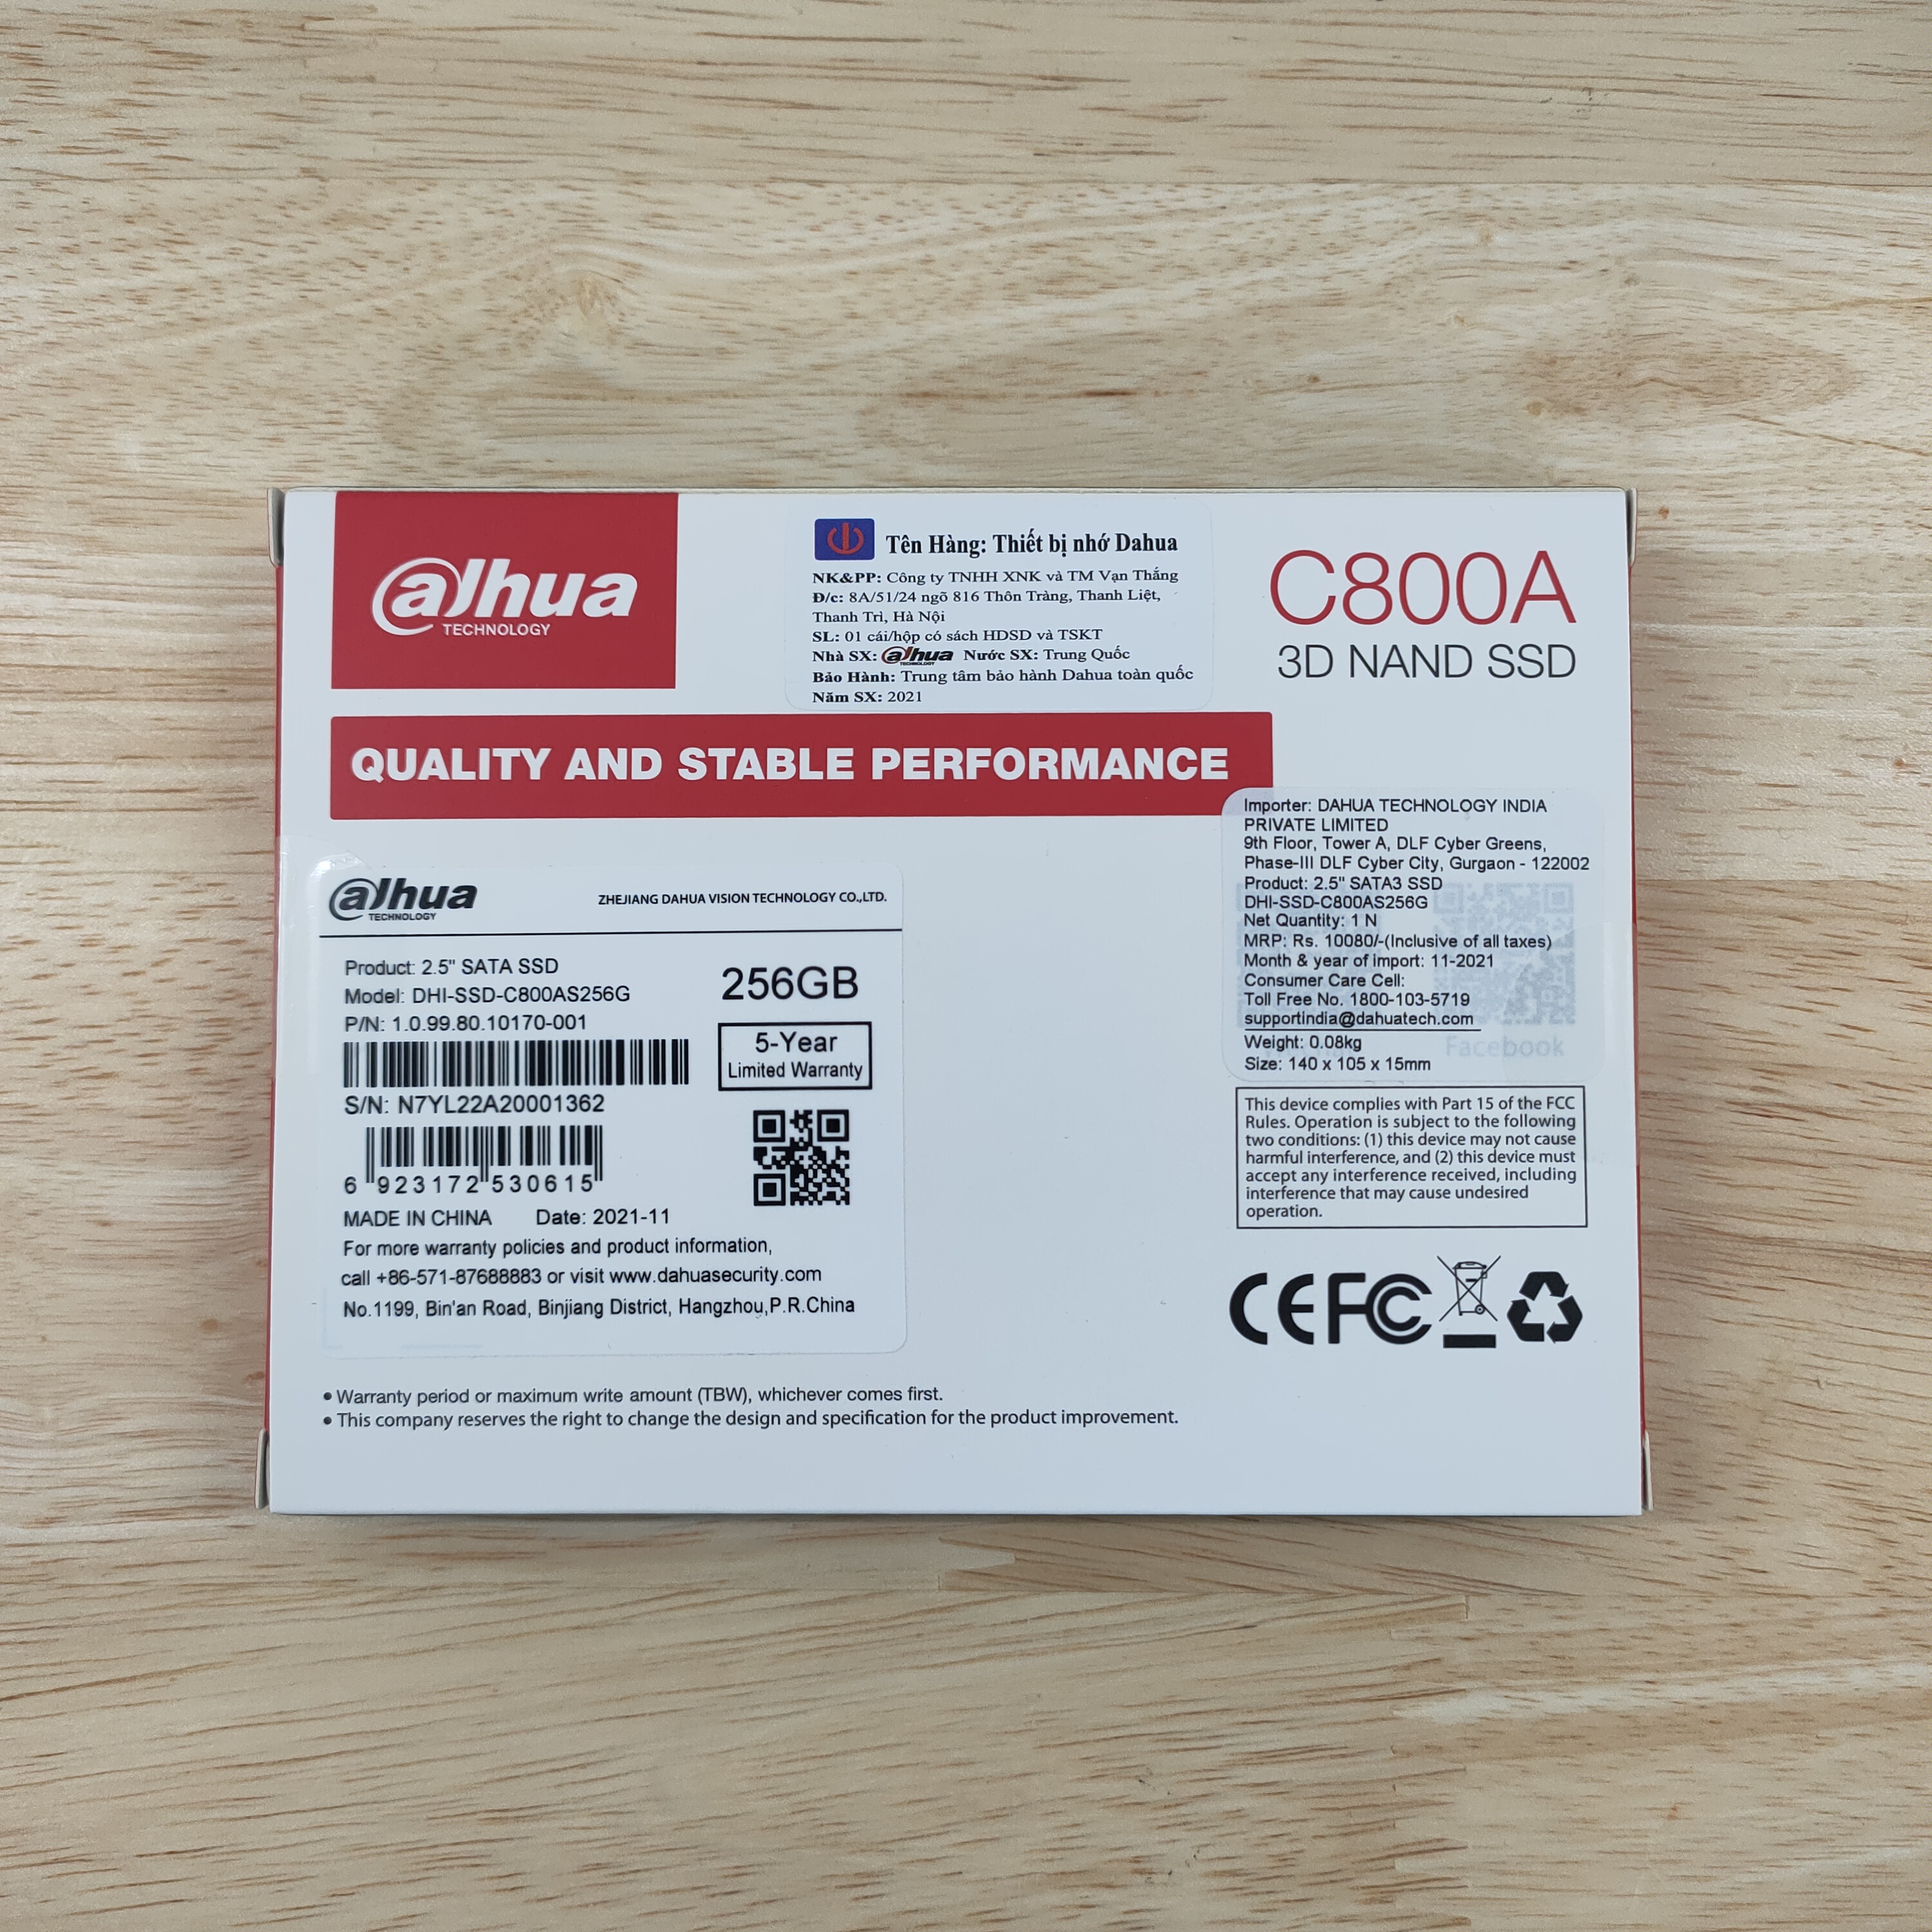 alhua
TECHNOLOGY
Tên Hàng: Thiết bị nhớ Dahua
NK&PP: Công ty TNHH XNK và TM Vạn Thắng
Đ/c: 8A/51/24 ngõ 816 Thôn Tràng, Thanh Liệt,
Thanh Trì, Hà Nội
SL: 01 cái/hộp có sách HDSD và TSKT
Nhà SX: alhua TECHNOLOGY Nước SX: Trung Quốc
Bảo Hành: Trung tâm bảo hành Dahua toàn quốc
Năm SX: 2021
C800A
3D NAND SSD
QUALITY AND STABLE PERFORMANCE
alhua
TECHNOLOGY
ZHEJIANG DAHUA VISION TECHNOLOGY CO.,LTD.
Product: 2.5" SATA SSD
Model: DHI-SSD-C800AS256G
P/N: 1.0.99.80.10170-001
256GB
5-Year
Limited Warranty
S/N: N7YL22A20001362
6 923172 530615
MADE IN CHINA Date: 2021-11
For more warranty policies and product information,
call +86-571-87688883 or visit www.dahuasecurity.com
No.1199, Bin'an Road, Binjiang District, Hangzhou,P.R.China
Importer: DAHUA TECHNOLOGY INDIA
PRIVATE LIMITED
9th Floor, Tower A, DLF Cyber Greens,
Phase-III DLF Cyber City, Gurgaon - 122002
Product: 2.5" SATA3 SSD
DHI-SSD-C800AS256G
Net Quantity: 1 N
MRP: Rs. 10080/-(Inclusive of all taxes)
Month & year of import: 11-2021
Consumer Care Cell:
Toll Free No. 1800-103-5719
supportindia@dahuatech.com
Weight: 0.08kg
Facebook
Size: 140 x 105 x 15mm
This device complies with Part 15 of the FCC
Rules. Operation is subject to the following
two conditions: (1) this device may not cause
harmful interference, and (2) this device must
accept any interference received, including
interference that may cause undesired
operation.
CE FC
• Warranty period or maximum write amount (TBW), whichever comes first.
• This company reserves the right to change the design and specification for the product improvement.